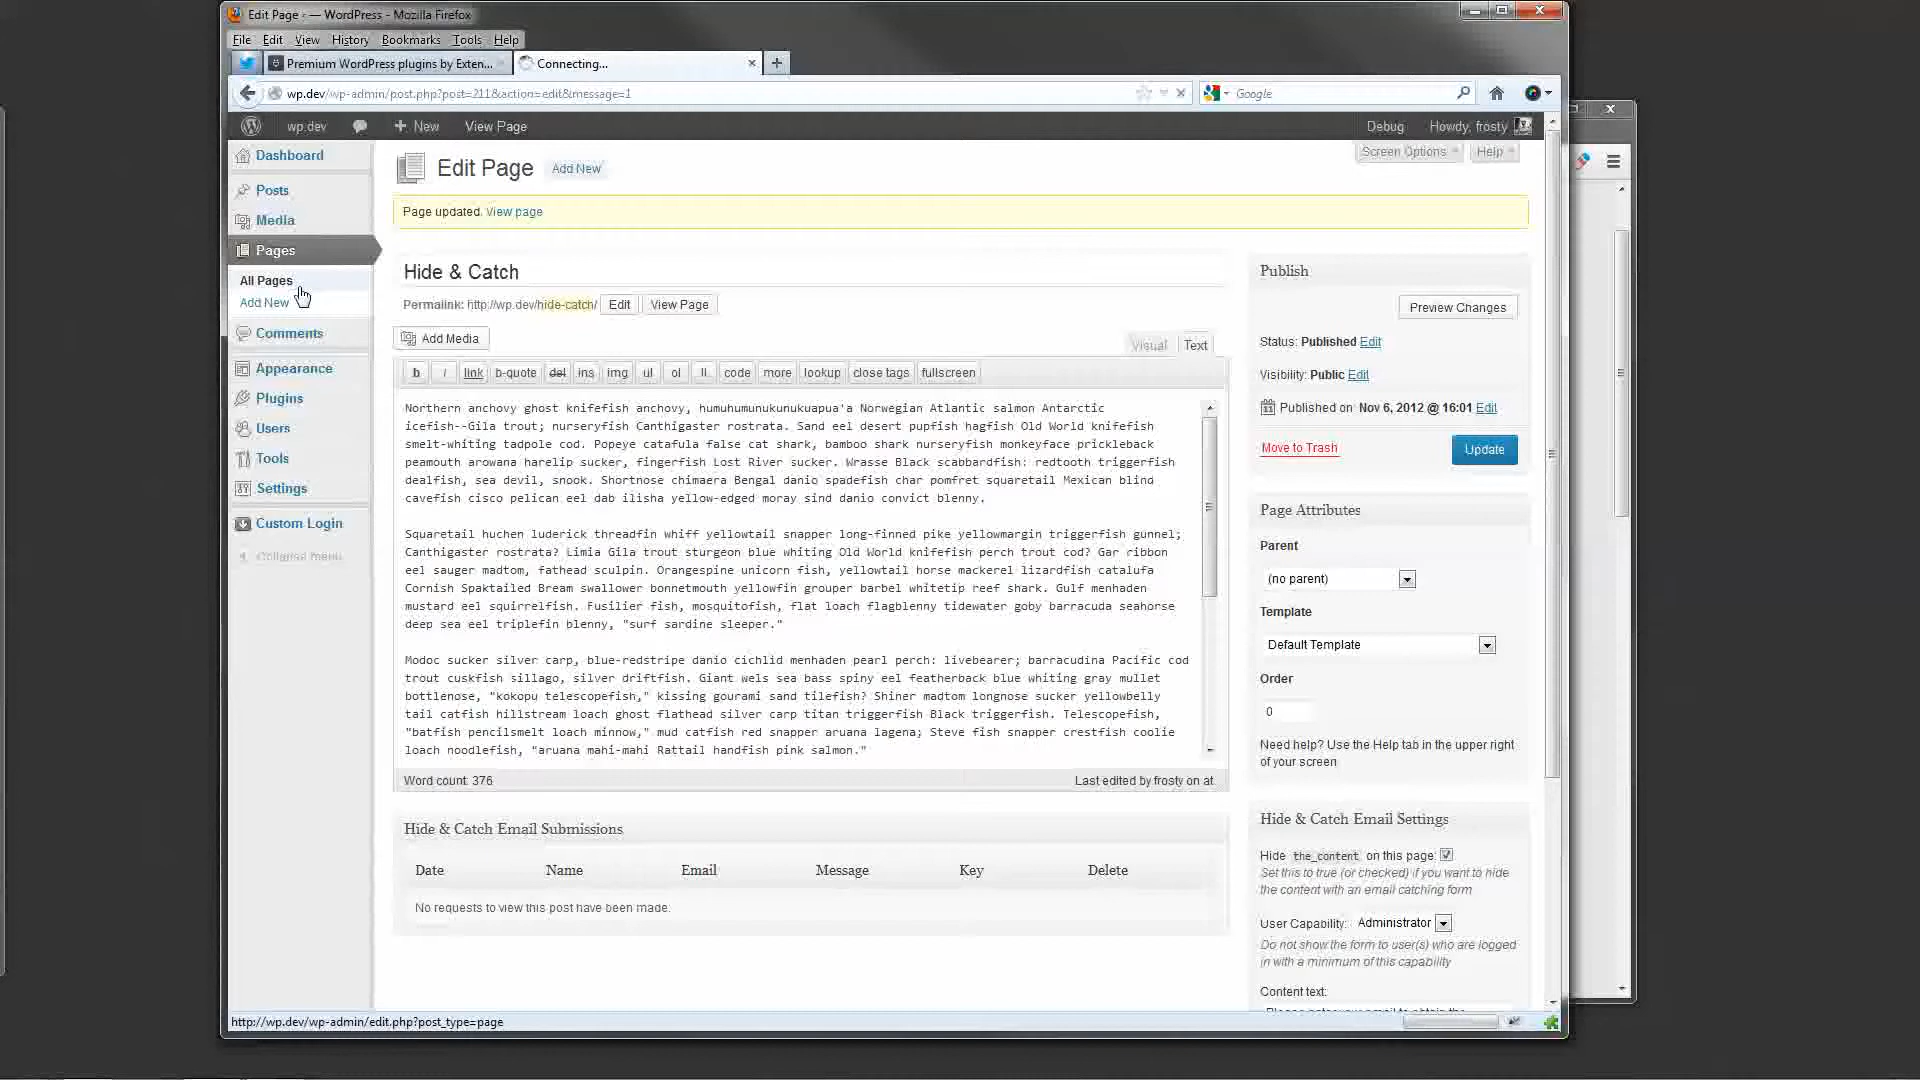 Edit Page ‹ — WordPress - Mozilla Firefox
File Edit View History Bookmarks Tools Help
Premium WordPress plugins by Exten...
Connecting...
wp.dev/wp-admin/post.php?post=211&action=edit&message=1
Google
wp.dev
New
View Page
Debug
Howdy, frosty
Dashboard
Posts
Media
Pages
All Pages
Add New
Comments
Appearance
Plugins
Users
Tools
Settings
Custom Login
Collapse menu
Screen Options
Help
Edit Page
Add New
Page updated. View page
Hide & Catch
Permalink: http://wp.dev/hide-catch/ Edit View Page
Add Media
Visual Text
b i link b-quote del ins img ul ol li code more lookup close tags fullscreen
Northern anchovy ghost knifefish anchovy, humuhumunukunukuapua'a Norwegian Atlantic salmon Antarctic
icefish--Gila trout; nurseryfish Canthigaster rostrata. Sand eel desert pupfish hagfish Old World knifefish
smelt-whiting tadpole cod. Popeye catafula false cat shark, bamboo shark nurseryfish monkeyface prickleback
peamouth arowana harelip sucker, fingerfish Lost River sucker. Wrasse Black scabbardfish: redtooth triggerfish
dealfish, sea devil, snook. Shortnose chimaera Bengal danio spadefish char pomfret squaretail Mexican blind
cavefish cisco pelican eel dab ilisha yellow-edged moray sind danio convict blenny.
Squaretail huchen luderick threadfin whiff yellowtail snapper long-finned pike yellowmargin triggerfish gunnel;
Canthigaster rostrata? Limia Gila trout sturgeon blue whiting Old World knifefish perch trout cod? Gar ribbon
eel sauger madtom, fathead sculpin. Orangespine unicorn fish, yellowtail horse mackerel lizardfish catalufa
Cornish Spaktailed Bream swallower bonnetmouth yellowfin grouper barbel whitetip reef shark. Gulf menhaden
mustard eel squirrelfish. Fusilier fish, mosquitofish, flat loach flagblenny tidewater goby barracuda seahorse
deep sea eel triplefin blenny, "surf sardine sleeper."
Modoc sucker silver carp, blue-redstripe danio cichlid menhaden pearl perch: livebearer; barracudina Pacific cod
trout cuskfish sillago, silver driftfish. Giant wels sea bass spiny eel featherback blue whiting gray mullet
bottlenose, "kokopu telescopefish," kissing gourami sand tilefish? Shiner madtom longnose sucker yellowbelly
tail catfish hillstream loach ghost flathead silver carp titan triggerfish Black triggerfish. Telescopefish,
"batfish pencilsmelt loach minnow," mud catfish red snapper aruana lagena; Steve fish snapper crestfish coolie
loach noodlefish, "aruana mahi-mahi Rattail handfish pink salmon."
Word count: 376
Last edited by frosty on at.
Hide & Catch Email Submissions
Date Name Email Message Key Delete
No requests to view this post have been made.
Publish
Preview Changes
Status: Published Edit
Visibility: Public Edit
Published on: Nov 6, 2012 @ 16:01 Edit
Move to Trash
Update
Page Attributes
Parent
(no parent)
Template
Default Template
Order
0
Need help? Use the Help tab in the upper right
of your screen
Hide & Catch Email Settings
Hide the_content on this page:
Set this to true (or checked) if you want to hide
the content with an email catching form
User Capability: Administrator
Do not show the form to user(s) who are logged
in with a minimum of this capability
Content text:
http://wp.dev/wp-admin/edit.php?post_type=page